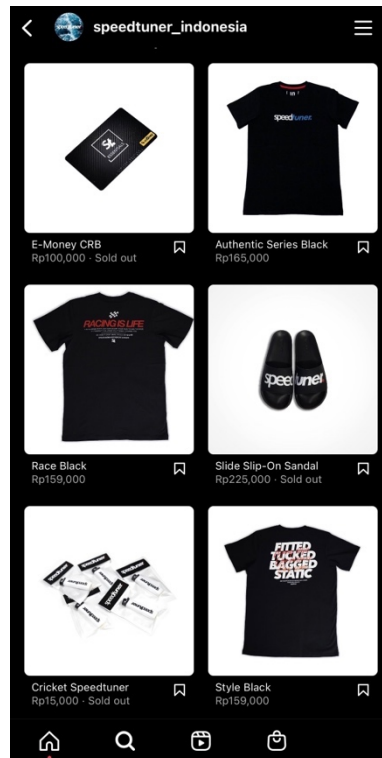 speedtuner_indonesia
E-Money CRB
Rp100,000 · Sold out
speedtuner
Authentic Series Black
Rp165,000
RACING IS LIFE
Race Black
Rp159,000
speedtuner
Slide Slip-On Sandal
Rp225,000 · Sold out
speedtuner
speedtuner
Cricket Speedtuner
Rp15,000 · Sold out
FITTED
TUCKED
BAGGED
STATIC
Style Black
Rp159,000